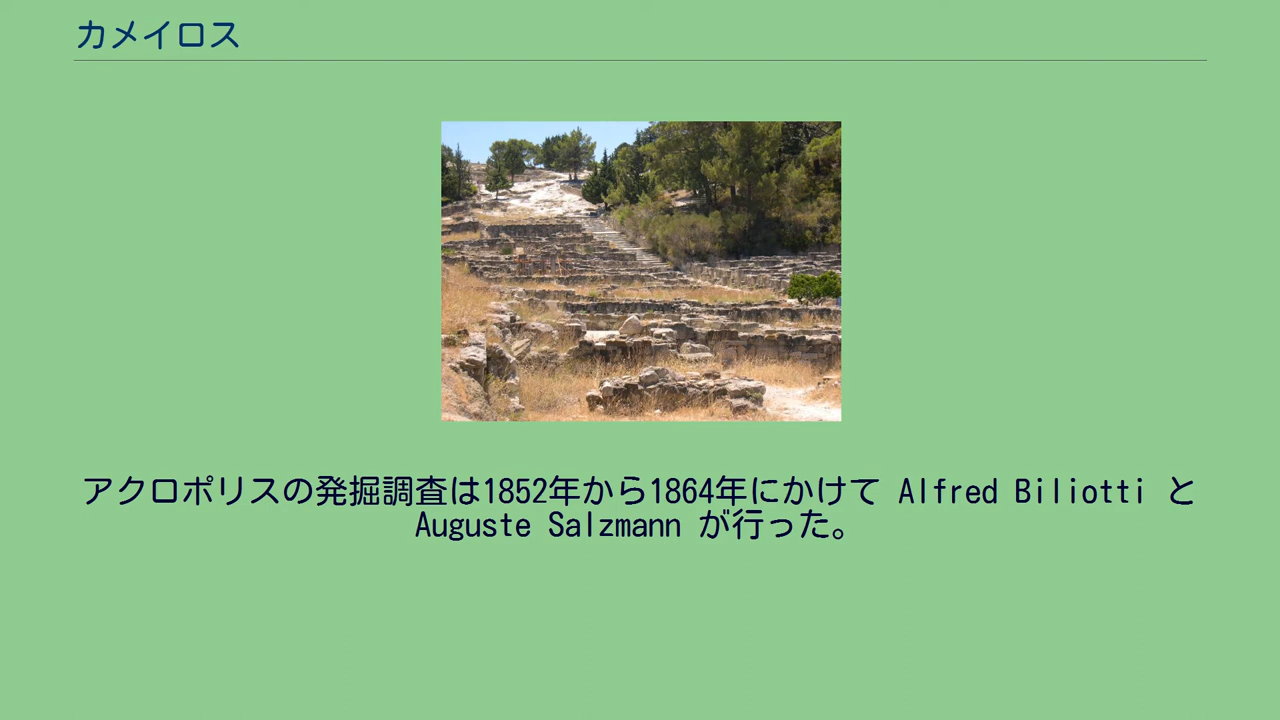 カメイロス
アクロポリスの発掘調査は1852年から1864年にかけて Alfred Biliotti と
Auguste Salzmann が行った。